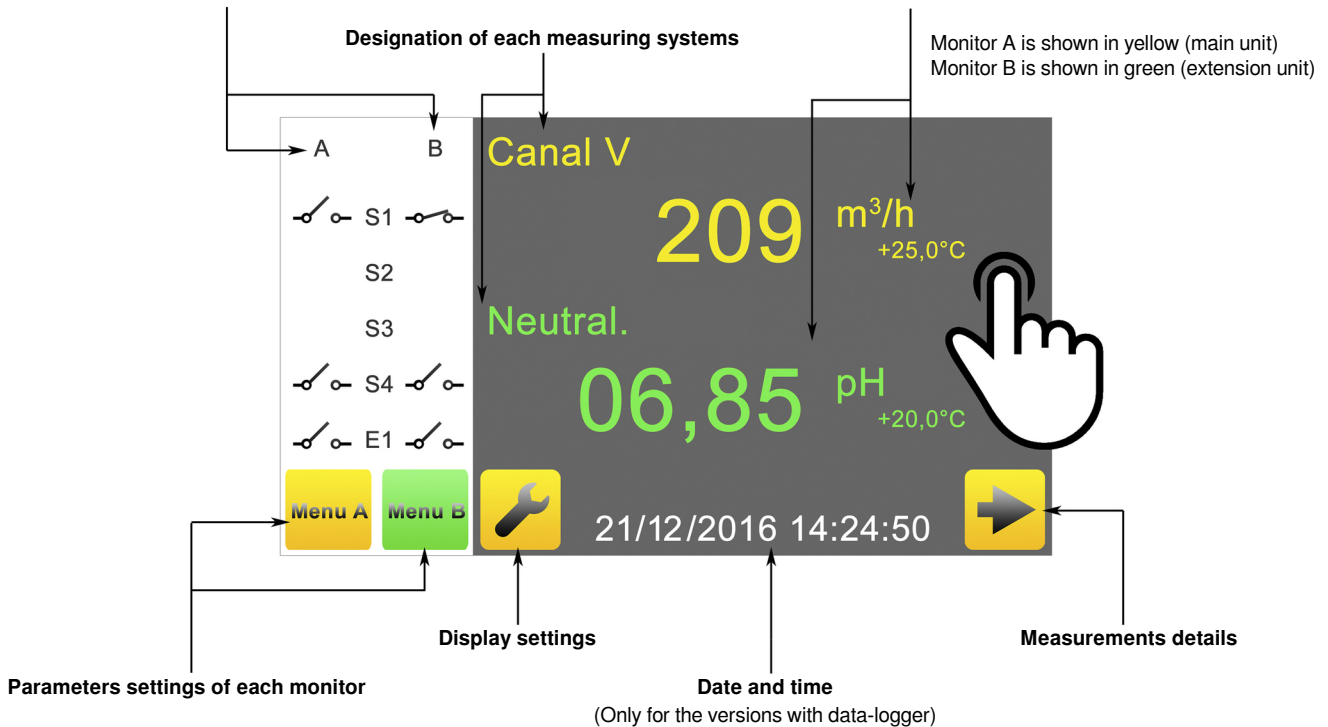 Designation of each measuring systems
Monitor A is shown in yellow (main unit)
Monitor B is shown in green (extension unit)
A B
Canal V
S1
209 m³/h
+25,0°C
S2
S3
Neutral.
S4
06,85 pH
+20,0°C
E1
Menu A Menu B
21/12/2016 14:24:50
Display settings
Measurements details
Parameters settings of each monitor
Date and time
(Only for the versions with data-logger)